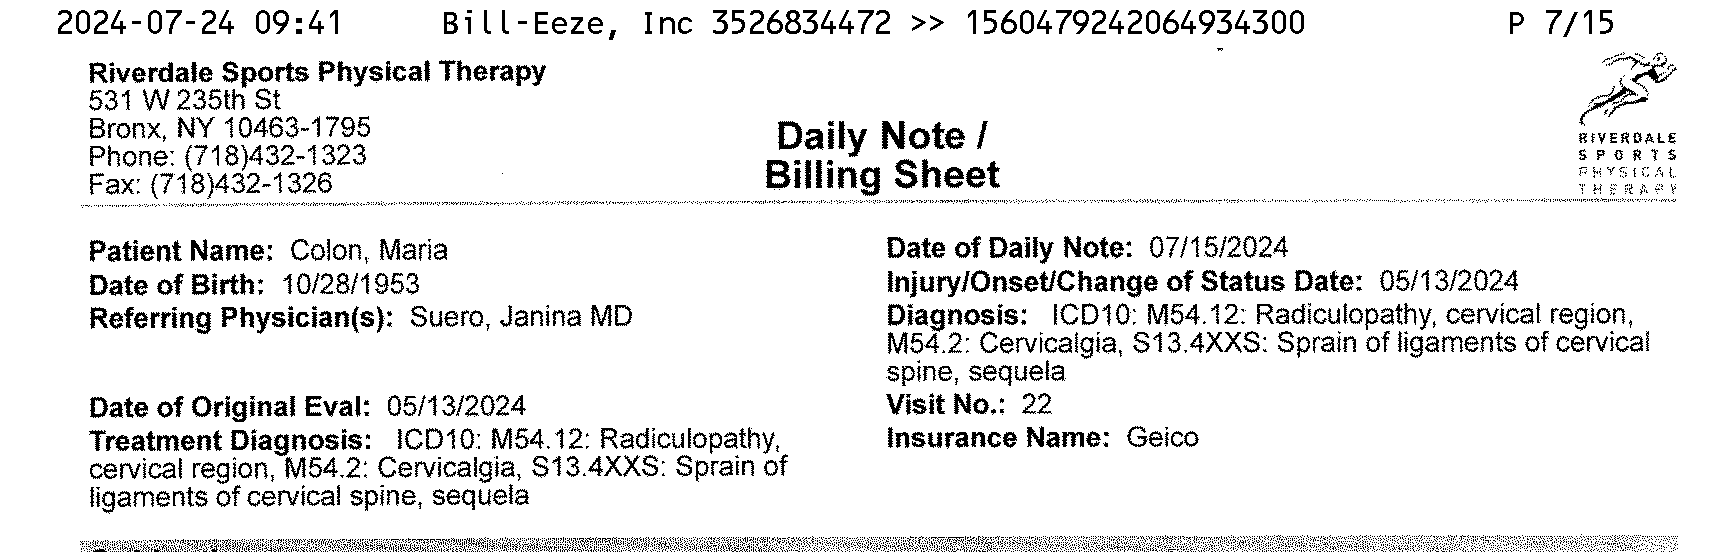 2024-07-24 09:41 Bill-Eeze, Inc 3526834472 >> 1560479242064934300 P 7/15
Riverdale Sports Physical Therapy
531 W 235th St
Bronx, NY 10463-1795
Phone: (718)432-1323
Fax: (718)432-1326
Daily Note /
Billing Sheet
RIVERDALE
SPORTS
PHYSICAL
THERAPY
Patient Name: Colon, Maria
Date of Birth: 10/28/1953
Referring Physician(s): Suero, Janina MD
Date of Original Eval: 05/13/2024
Treatment Diagnosis: ICD10: M54.12: Radiculopathy,
cervical region, M54.2: Cervicalgia, S13.4XXS: Sprain of
ligaments of cervical spine, sequela
Date of Daily Note: 07/15/2024
Injury/Onset/Change of Status Date: 05/13/2024
Diagnosis: ICD10: M54.12: Radiculopathy, cervical region,
M54.2: Cervicalgia, S13.4XXS: Sprain of ligaments of cervical
spine, sequela
Visit No.: 22
Insurance Name: Geico